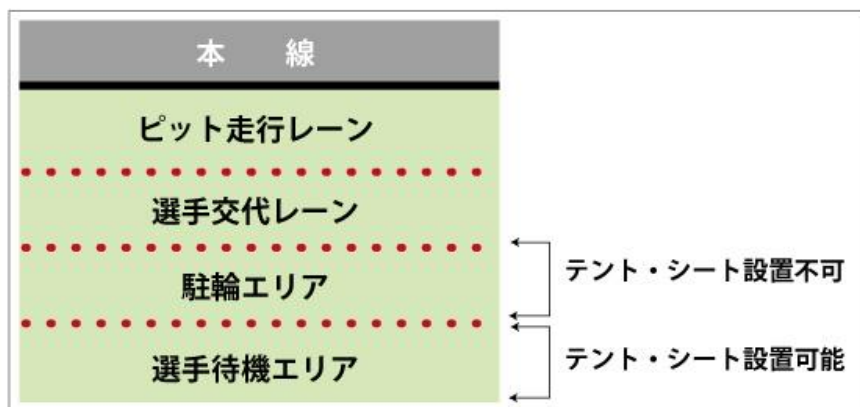 本　　線
ピット走行レーン
選手交代レーン
駐輪エリア
テント・シート設置不可
選手待機エリア
テント・シート設置可能